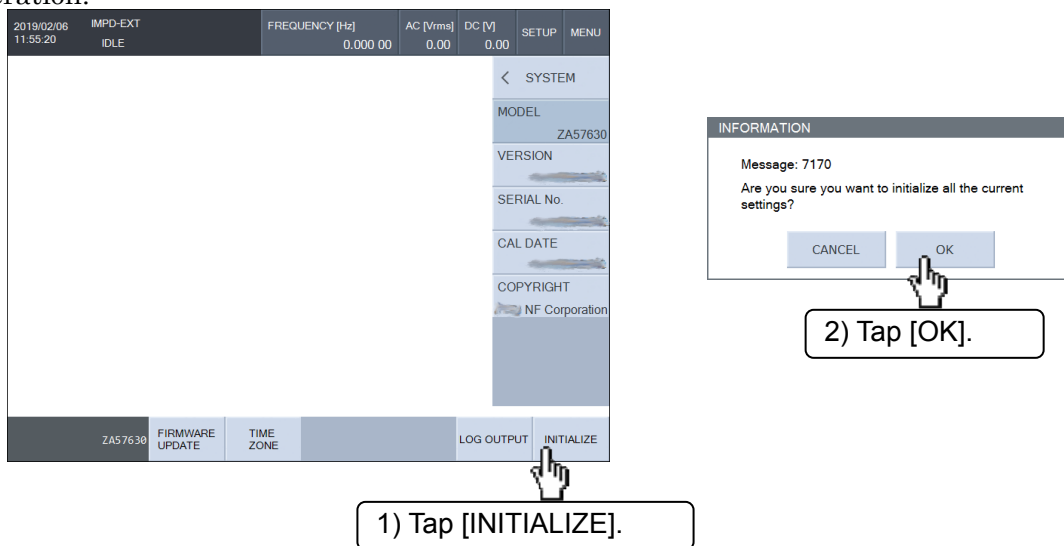 eration.
2019/02/06 IMPD-EXT FREQUENCY [Hz] AC [Vrms] DC [V] SETUP MENU
11:55:20 IDLE 0.000 00 0.00 0.00
< SYSTEM
MODEL
ZA57630
VERSION
SERIAL No.
CAL DATE
COPYRIGHT
NF Corporation
ZA57630 FIRMWARE UPDATE TIME ZONE LOG OUTPUT INITIALIZE
1) Tap [INITIALIZE].
INFORMATION
Message: 7170
Are you sure you want to initialize all the current
settings?
CANCEL OK
2) Tap [OK].